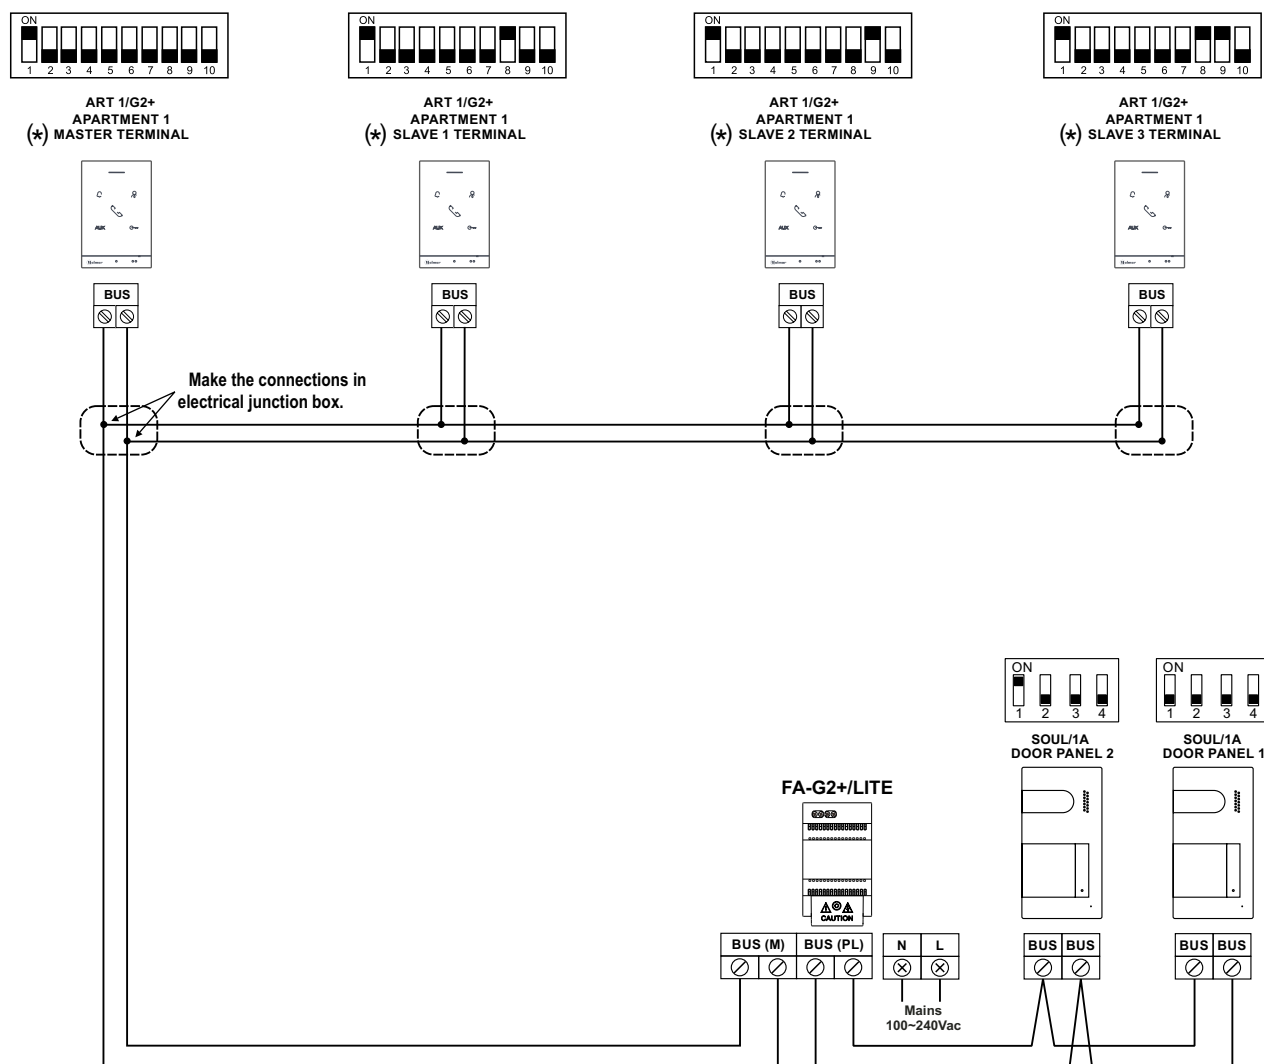 ON ON ON ON
1 2 3 4 5 6 7 8 9 10 1 2 3 4 5 6 7 8 9 10 1 2 3 4 5 6 7 8 9 10 1 2 3 4 5 6 7 8 9 10
ART 1/G2+
APARTMENT 1
(*) MASTER TERMINAL
ART 1/G2+
APARTMENT 1
(*) SLAVE 1 TERMINAL
ART 1/G2+
APARTMENT 1
(*) SLAVE 2 TERMINAL
ART 1/G2+
APARTMENT 1
(*) SLAVE 3 TERMINAL
AUX AUX AUX AUX
BUS BUS BUS BUS
Make the connections in
electrical junction box.
ON ON
1 2 3 4 1 2 3 4
SOUL/1A
DOOR PANEL 2
SOUL/1A
DOOR PANEL 1
FA-G2+/LITE
CAUTION
BUS (M) BUS (PL) N L BUS BUS BUS BUS
Mains
100~240Vac